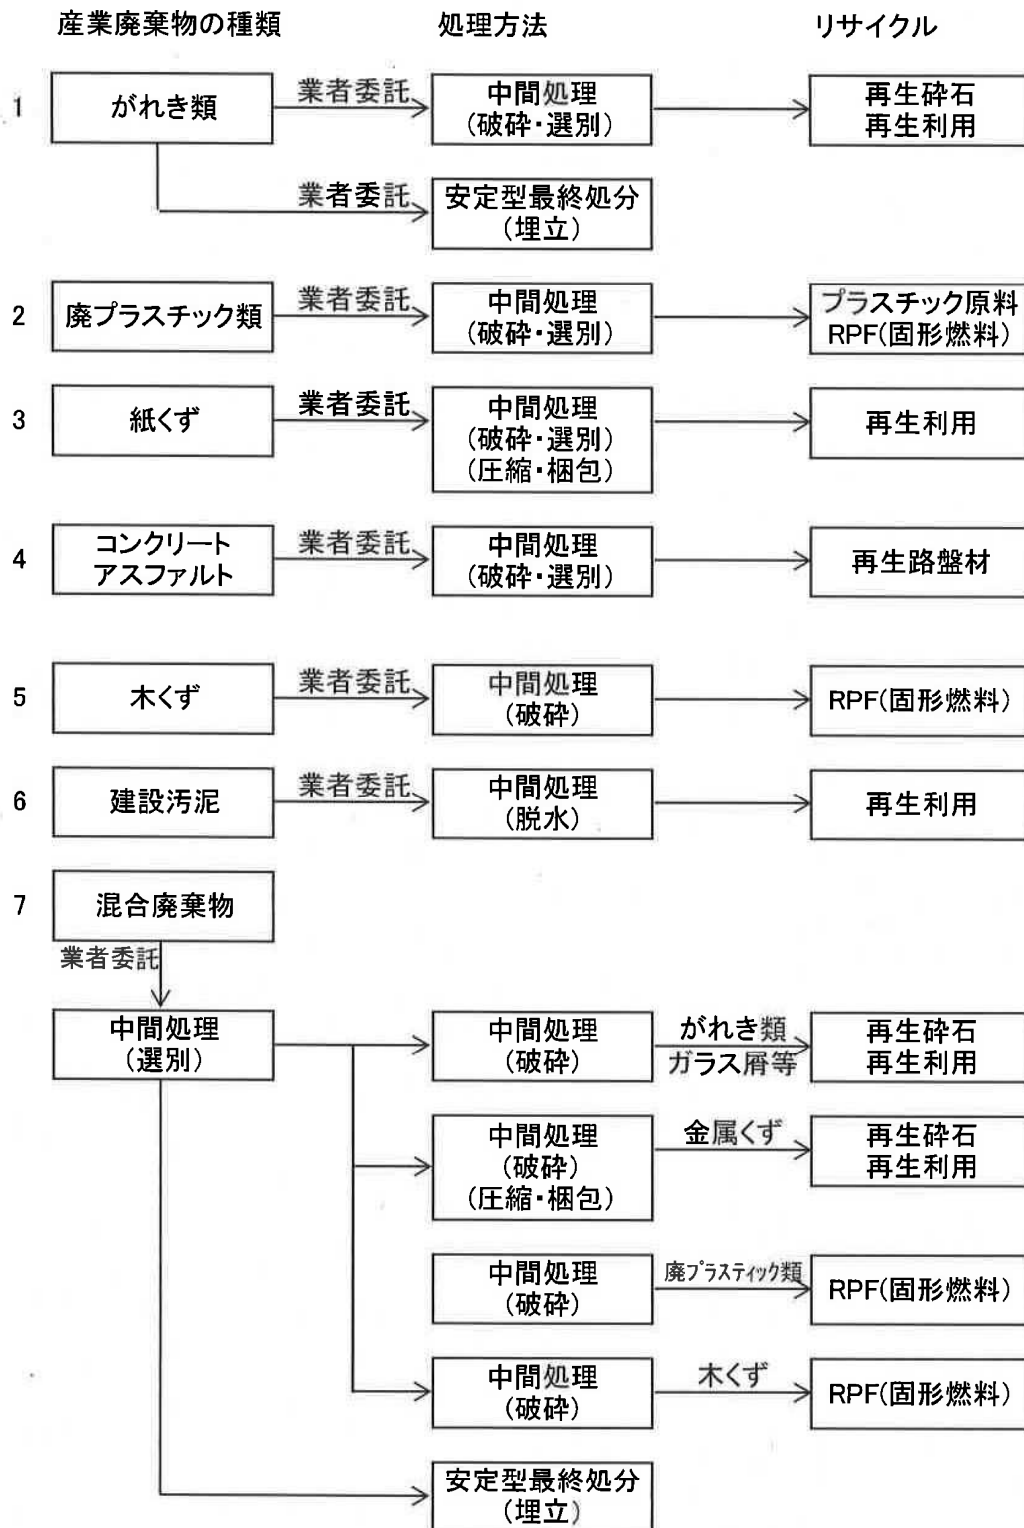 産業廃棄物の種類
処理方法
リサイクル
1
がれき類
業者委託
中間処理
(破砕・選別)
再生砕石
再生利用
業者委託
安定型最終処分
(埋立)
2
廃プラスチック類
業者委託
中間処理
(破砕・選別)
プラスチック原料
RPF(固形燃料)
3
紙くず
業者委託
中間処理
(破砕・選別)
(圧縮・梱包)
再生利用
4
コンクリート
アスファルト
業者委託
中間処理
(破砕・選別)
再生路盤材
5
木くず
業者委託
中間処理
(破砕)
RPF(固形燃料)
6
建設汚泥
業者委託
中間処理
(脱水)
再生利用
7
混合廃棄物
業者委託
中間処理
(選別)
中間処理
(破砕)
がれき類
ガラス屑等
再生砕石
再生利用
中間処理
(破砕)
(圧縮・梱包)
金属くず
再生砕石
再生利用
中間処理
(破砕)
廃プラスティック類
RPF(固形燃料)
中間処理
(破砕)
木くず
RPF(固形燃料)
安定型最終処分
(埋立)